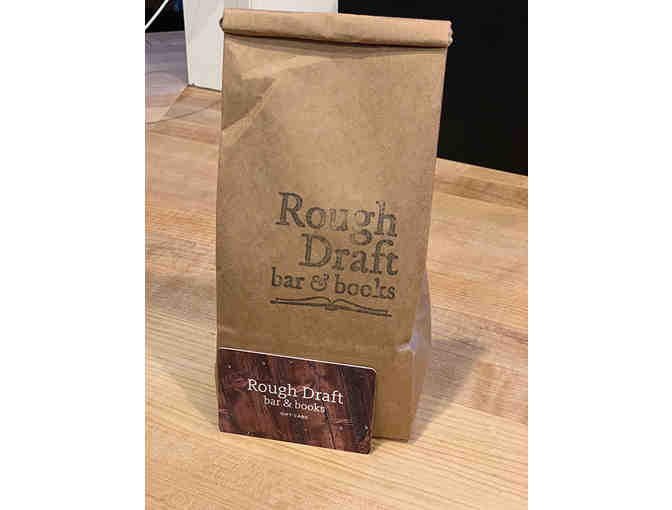 Rough
Draft
bar & books
Rough Draft
bar & books
GIFT CARD